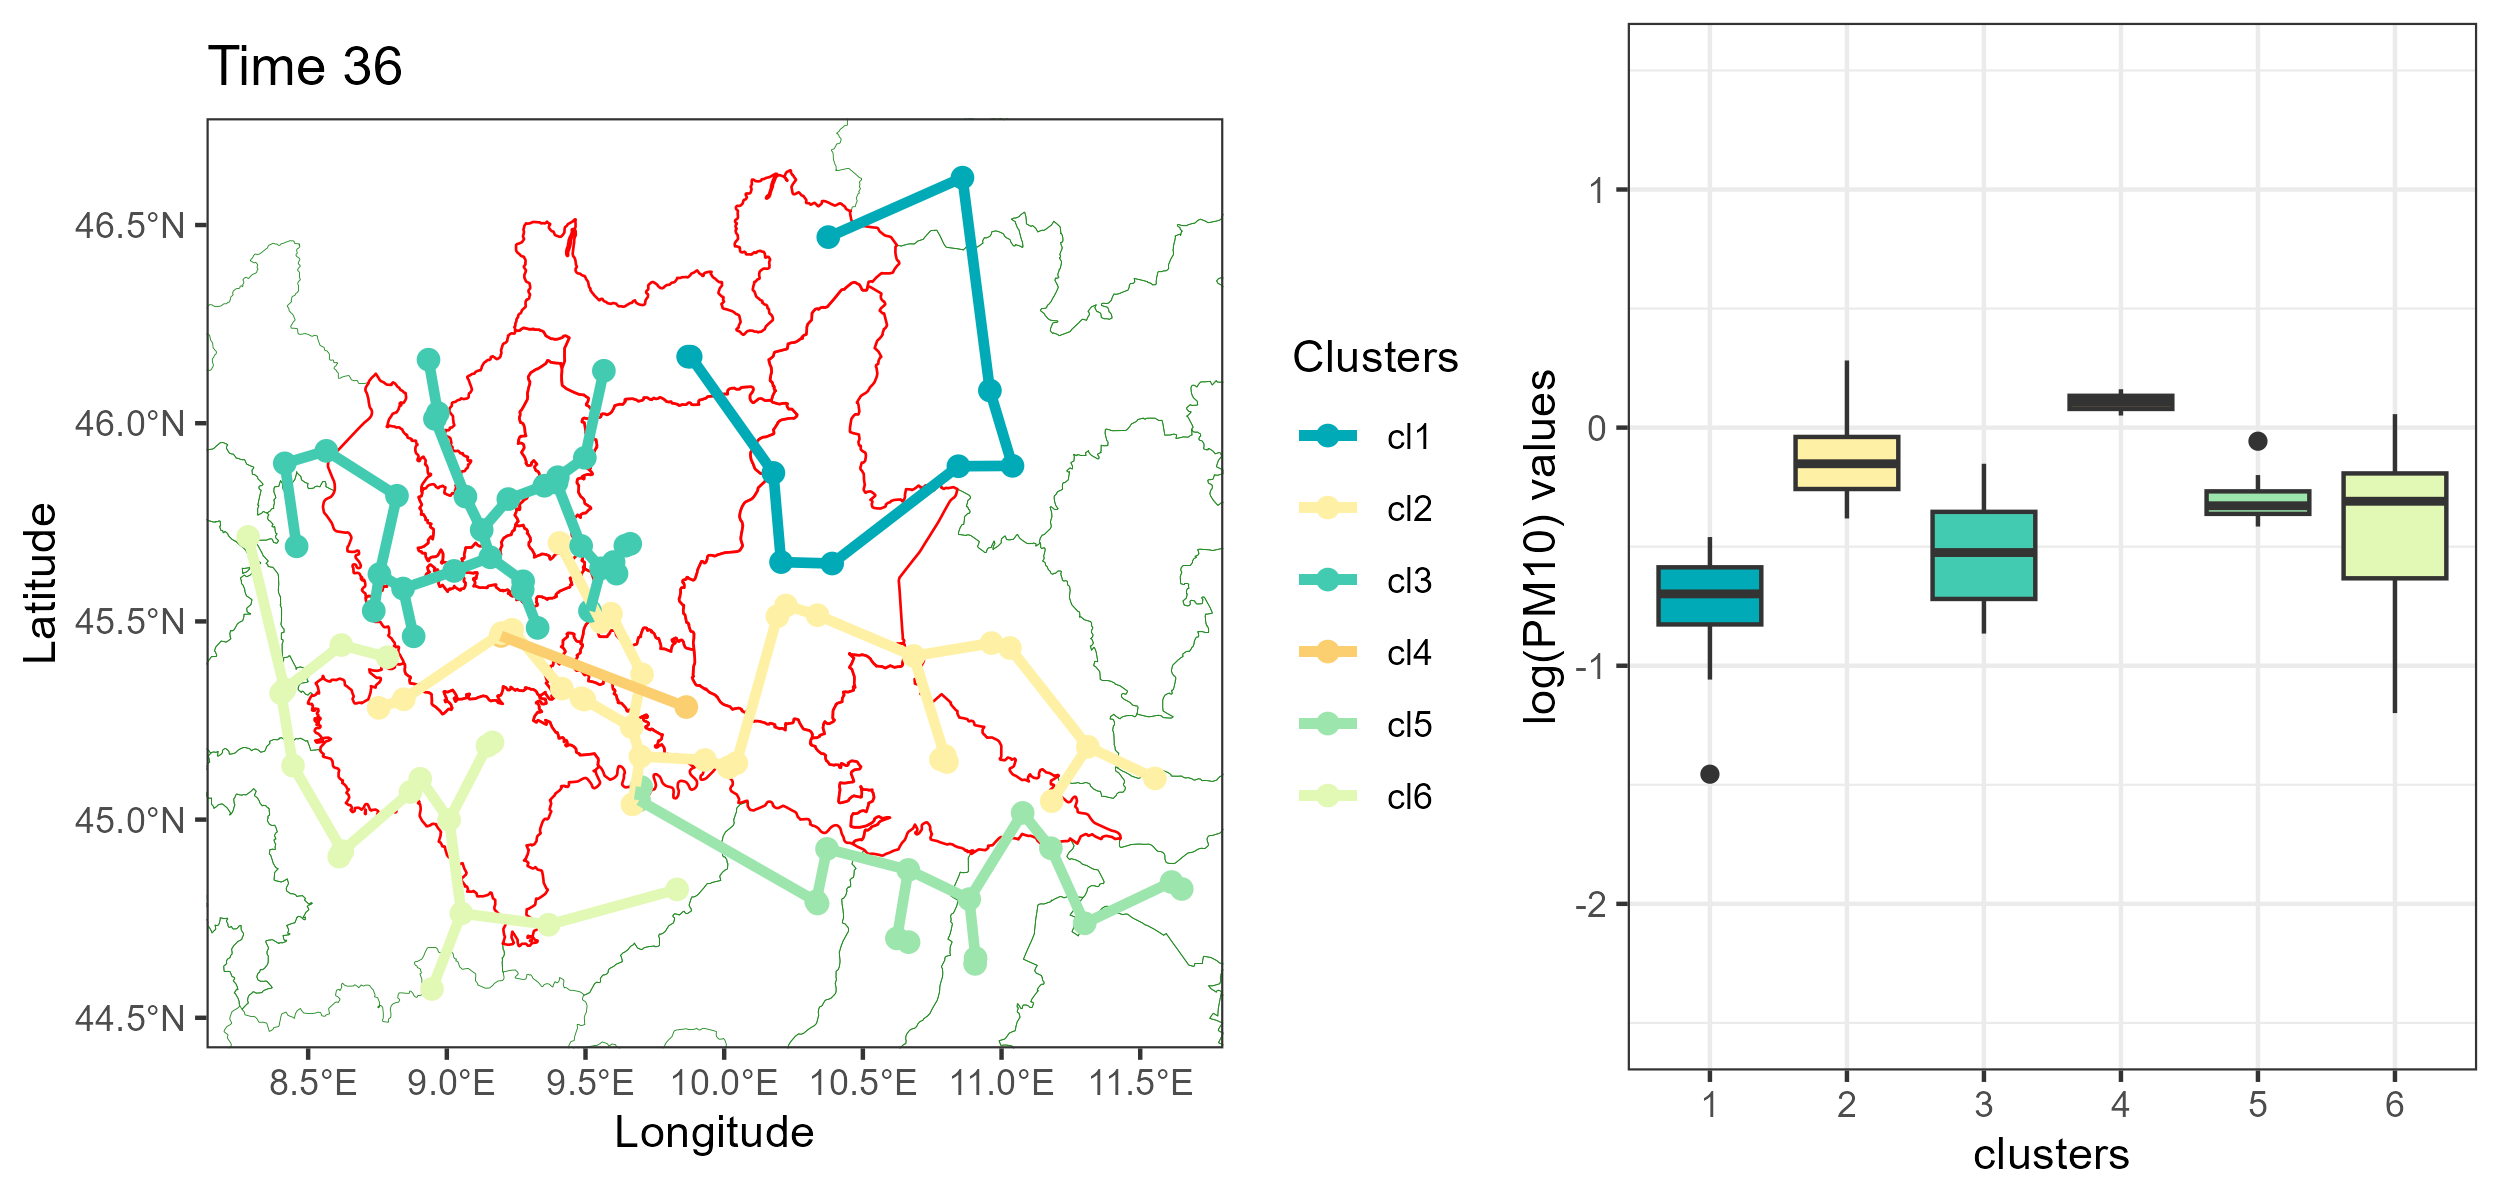 Time 36
46.5°N
46.0°N
45.5°N
45.0°N
44.5°N
Latitude
8.5°E 9.0°E 9.5°E 10.0°E 10.5°E 11.0°E 11.5°E
Longitude
Clusters
cl1
cl2
cl3
cl4
cl5
cl6
log(PM10)) values
1
0
-1
-2
1 2 3 4 5 6
clusters